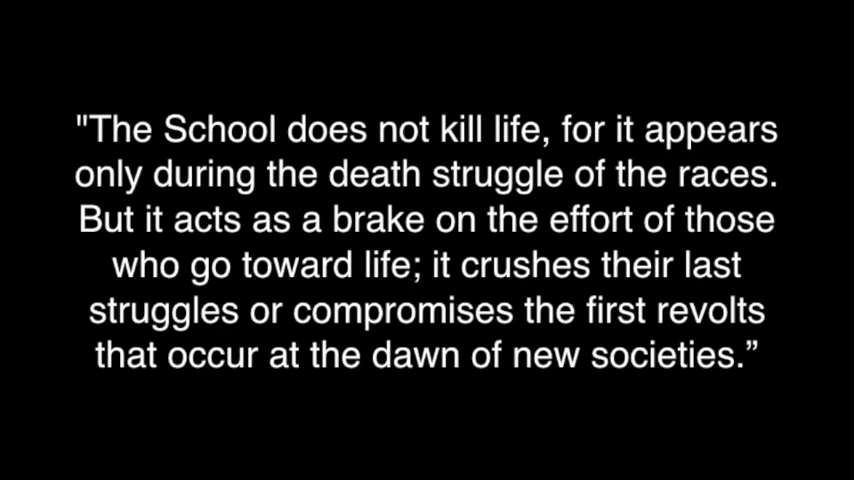 "The School does not kill life, for it appears
only during the death struggle of the races.
But it acts as a brake on the effort of those
who go toward life; it crushes their last
struggles or compromises the first revolts
that occur at the dawn of new societies.”